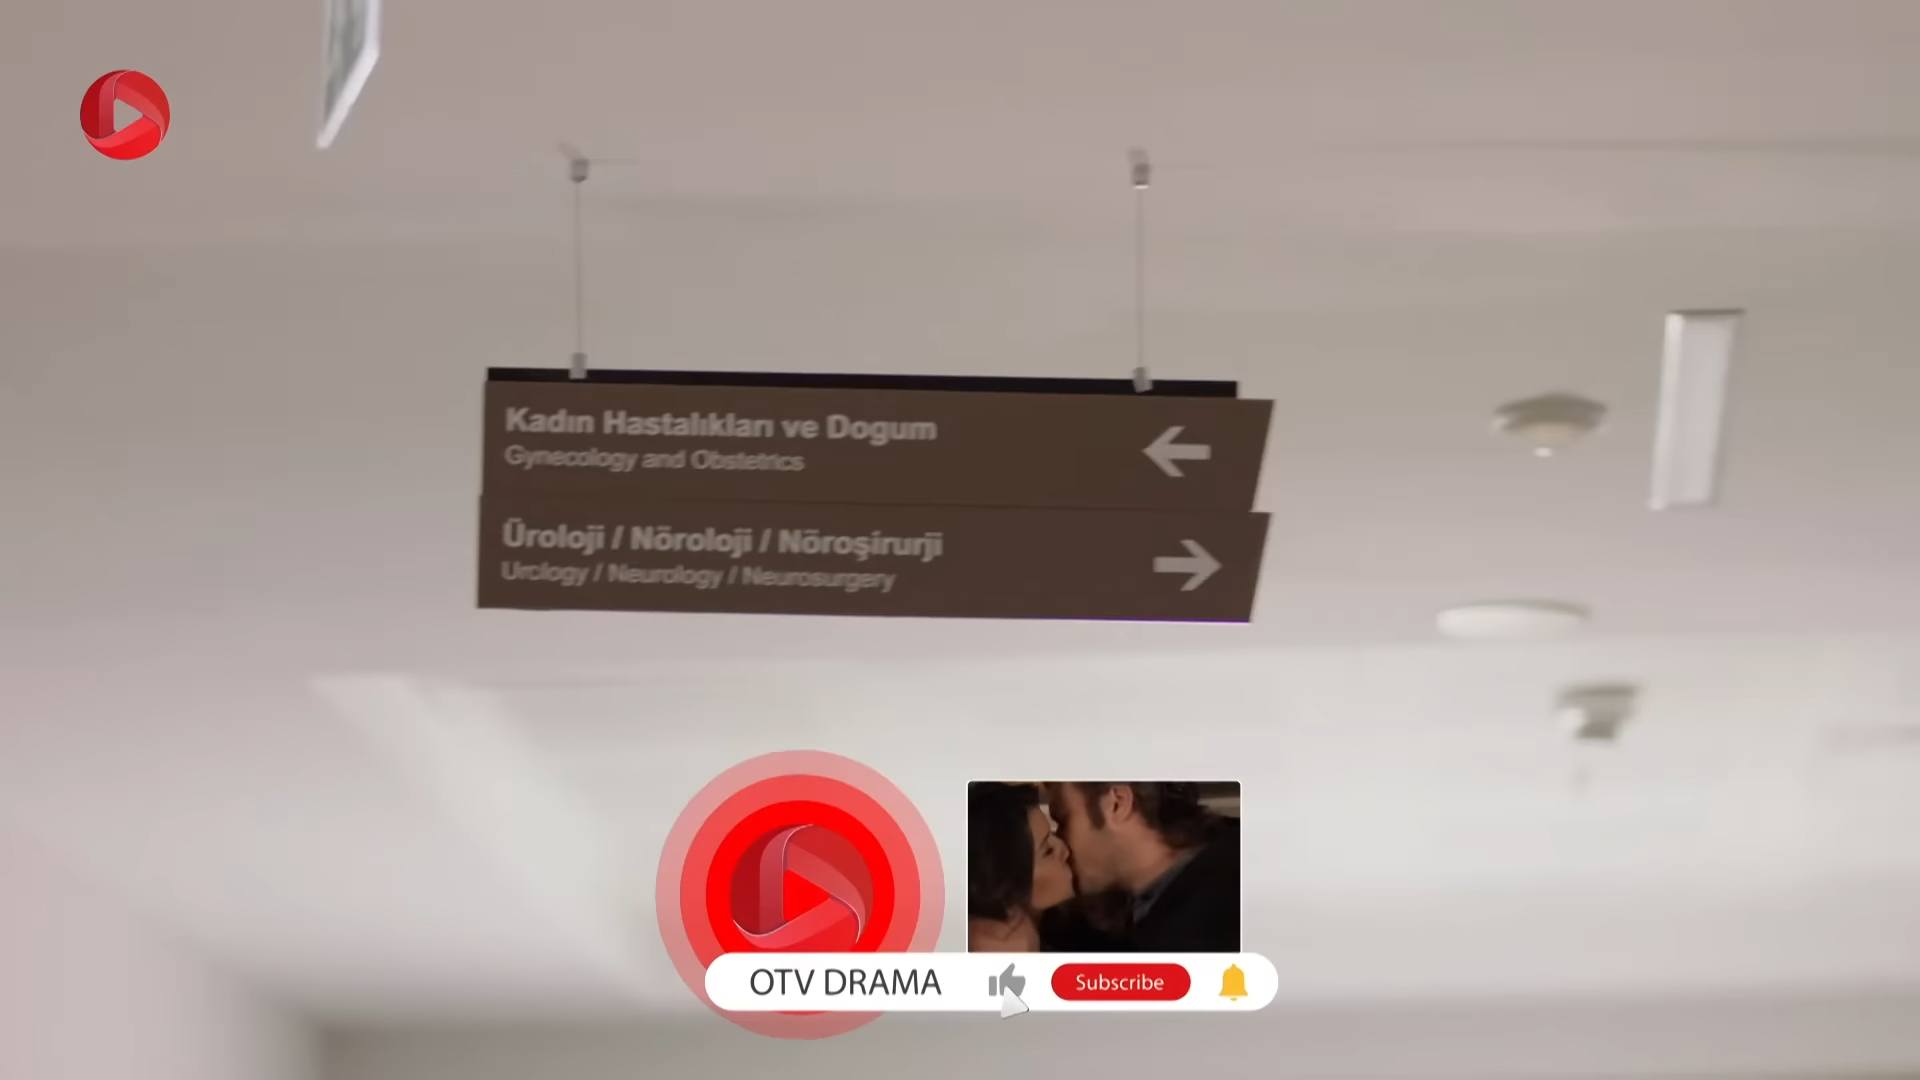 Kadın Hastalıkları ve Dogum
Gynecology and Obstetrics
Üroloji / Nöroloji / Nöroşirurji
Urology / Neurology / Neurosurgery
OTV DRAMA
Subscribe